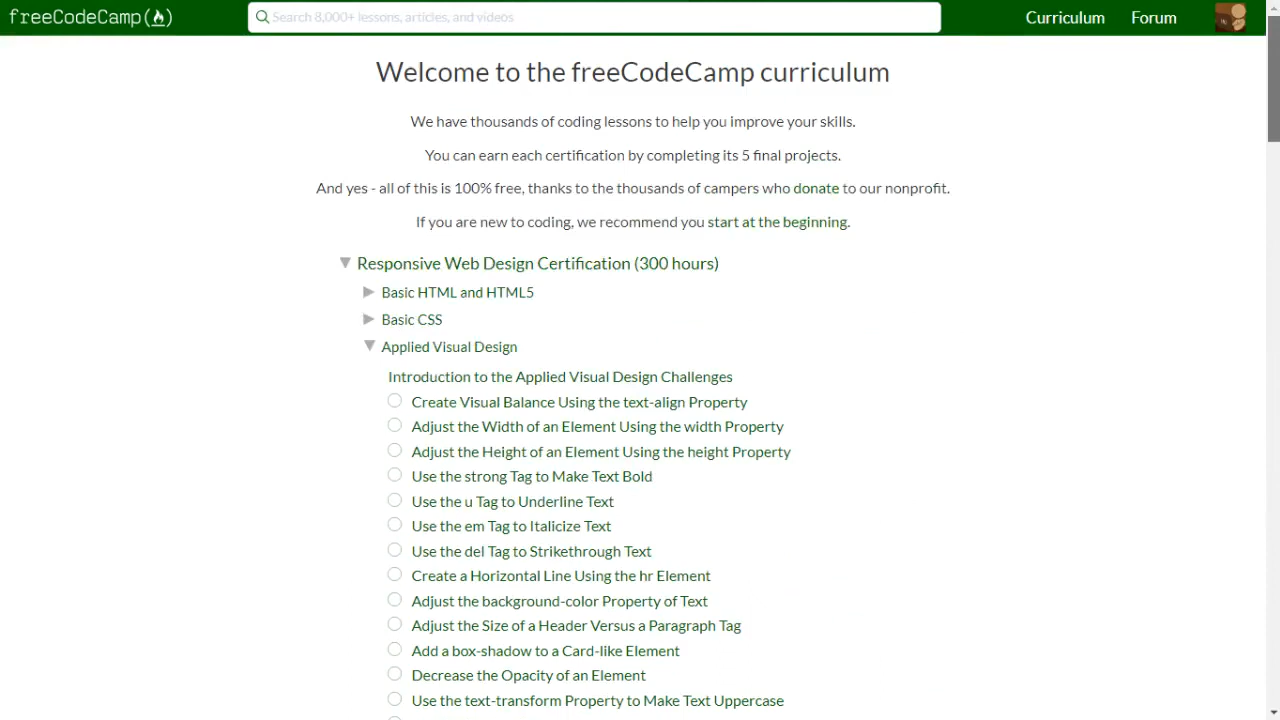 freeCodeCamp
Search 8,000+ lessons, articles, and videos
Curriculum
Forum
Welcome to the freeCodeCamp curriculum
We have thousands of coding lessons to help you improve your skills.
You can earn each certification by completing its 5 final projects.
And yes - all of this is 100% free, thanks to the thousands of campers who donate to our nonprofit.
If you are new to coding, we recommend you start at the beginning.
Responsive Web Design Certification (300 hours)
Basic HTML and HTML5
Basic CSS
Applied Visual Design
Introduction to the Applied Visual Design Challenges
Create Visual Balance Using the text-align Property
Adjust the Width of an Element Using the width Property
Adjust the Height of an Element Using the height Property
Use the strong Tag to Make Text Bold
Use the u Tag to Underline Text
Use the em Tag to Italicize Text
Use the del Tag to Strikethrough Text
Create a Horizontal Line Using the hr Element
Adjust the background-color Property of Text
Adjust the Size of a Header Versus a Paragraph Tag
Add a box-shadow to a Card-like Element
Decrease the Opacity of an Element
Use the text-transform Property to Make Text Uppercase